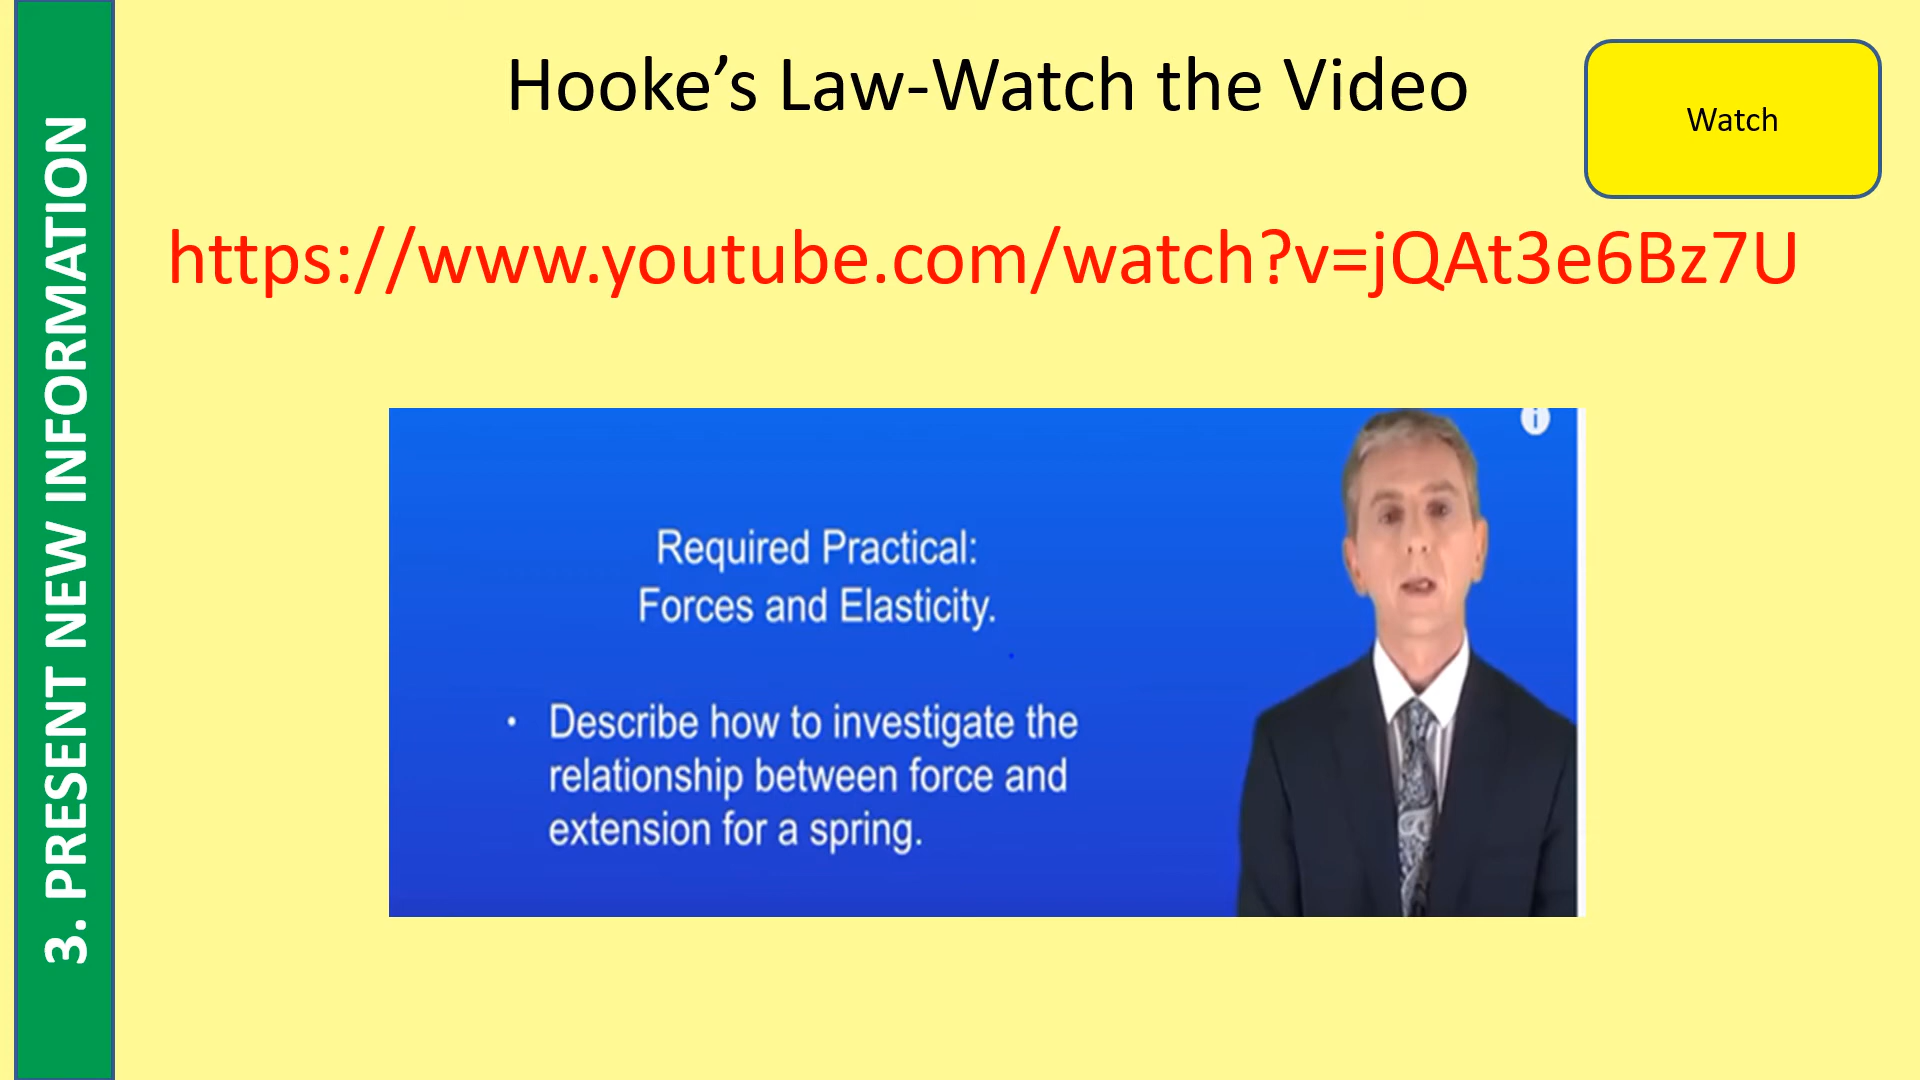 3. PRESENT NEW INFORMATION
Hooke’s Law-Watch the Video
Watch
https://www.youtube.com/watch?v=jQAt3e6Bz7U
i
Required Practical:
Forces and Elasticity.
• Describe how to investigate the
relationship between force and
extension for a spring.